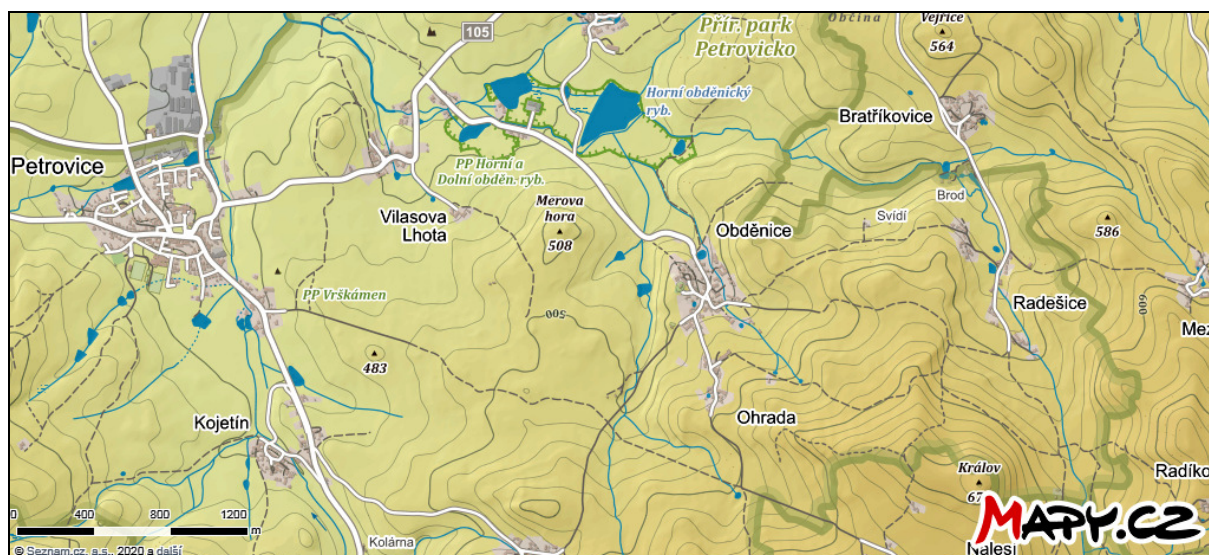 Přír. park
Petrovicko
Občina
Vejřice
564
105
Horní obděnický
ryb.
Bratříkovice
Petrovice
PP Horní a
Dolní obděn. ryb.
Merova
hora
508
Vilasova
Lhota
Brod
Svídí
586
Obděnice
PP Vrškámen
500
Radešice
600
483
Kojetín
Ohrada
Králov
0 400 800 1200 m
Kolárna
MAPY.CZ
© Seznam.cz, a.s., 2020 a další